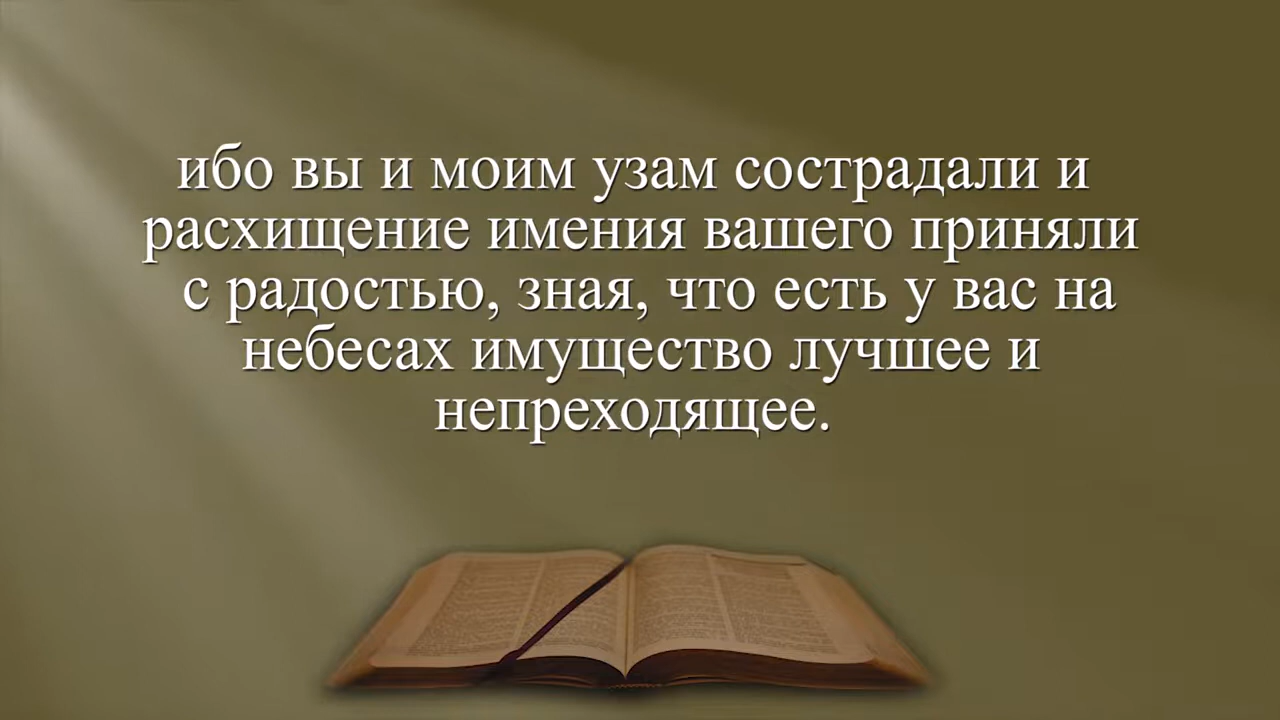 ибо вы и моим узам сострадали и
расхищение имения вашего приняли
с радостью, зная, что есть у вас на
небесах имущество лучшее и
непреходящее.